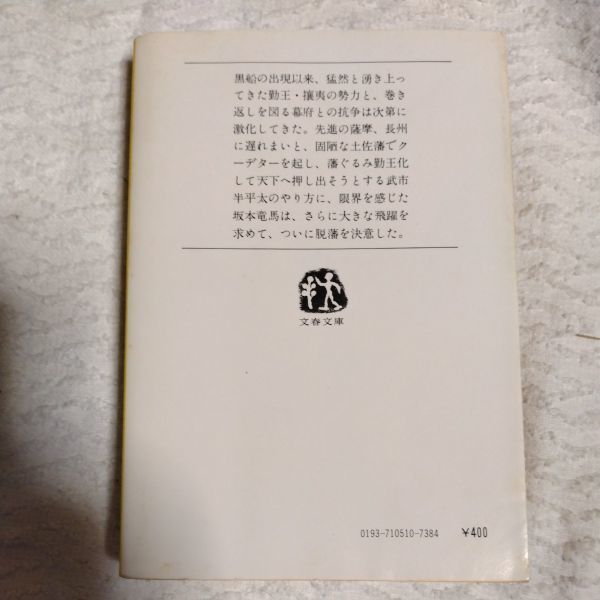 黒船の出現以来、猛然と湧き上っ
てきた勤王・攘夷の勢力と、巻き
返しを図る幕府との抗争は次第に
激化してきた。先進の薩摩、長州
に遅れまいと、固陋な土佐藩でク
ーデターを起し、藩ぐるみ勤王化
して天下へ押し出そうとする武市
半平太のやり方に、限界を感じた
坂本竜馬は、さらに大きな飛躍を
求めて、ついに脱藩を決意した。
文春文庫
0193-710510-7384 ¥400